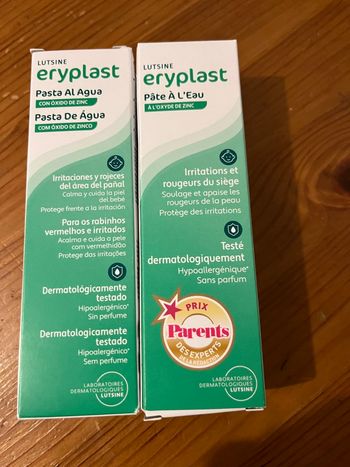 LUTSINE
eryplast
Pasta Al Agua
CON ÓXIDO DE ZINC
Pasta De Água
COM ÓXIDO DE ZINCO
Irritaciones y rojeces
del área del pañal
Calma y cuida la piel
del bebé
Protege frente a la irritación
Para os rabinhos
vermelhos e irritados
Acalma e cuida a pele
com vermelhidão
Protege das irritações
Dermatológicamente
testado
Hipoalergénico*
Sin perfume
Dermatologicamente
testado
Hipoalergénico*
Sem perfume
LABORATOIRES
DERMATOLOGIQUES
LUTSINE
LUTSINE
eryplast
Pâte À L'Eau
À L'OXYDE DE ZINC
Irritations et
rougeurs du siège
Soulage et apaise les
rougeurs de la peau
Protège des irritations
Testé
dermatologiquement
Hypoallergénique*
Sans parfum
PRIX
Parents
DES EXPERTS
DE LA RÉDACTION
LABORATOIRES
DERMATOLOGIQUES
LUTSINE